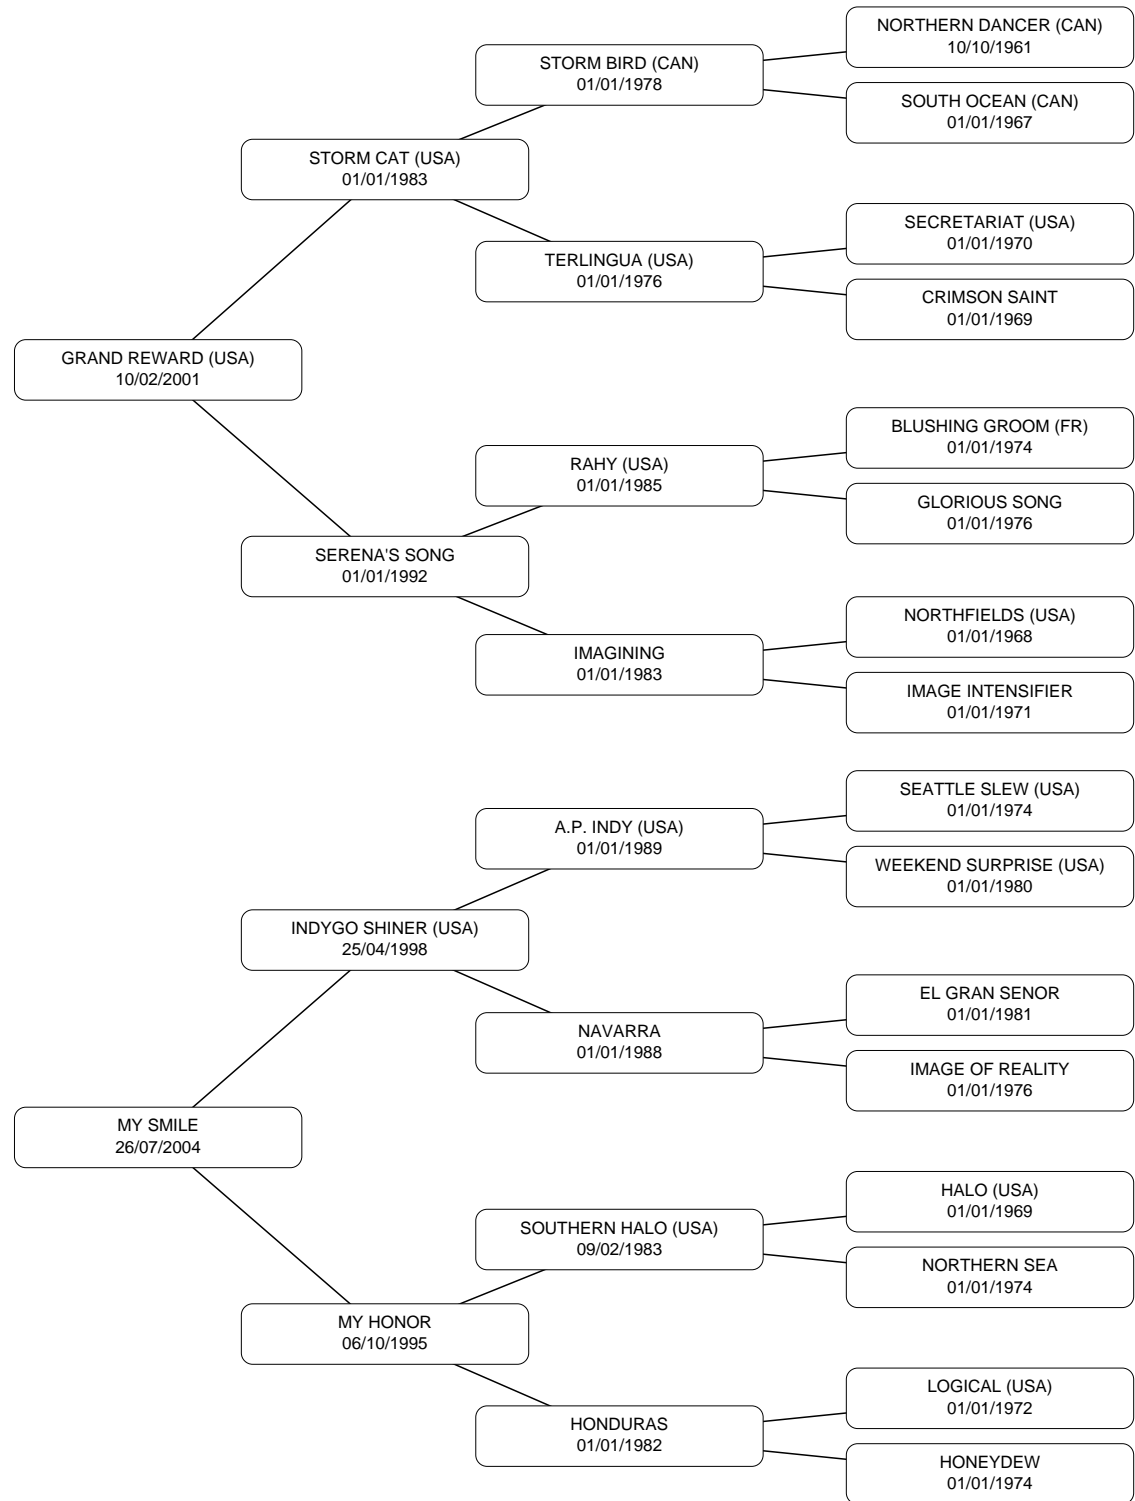 NORTHERN DANCER (CAN)
10/10/1961
STORM BIRD (CAN)
01/01/1978
SOUTH OCEAN (CAN)
01/01/1967
STORM CAT (USA)
01/01/1983
SECRETARIAT (USA)
01/01/1970
TERLINGUA (USA)
01/01/1976
CRIMSON SAINT
01/01/1969
GRAND REWARD (USA)
10/02/2001
BLUSHING GROOM (FR)
01/01/1974
RAHY (USA)
01/01/1985
GLORIOUS SONG
01/01/1976
SERENA'S SONG
01/01/1992
NORTHFIELDS (USA)
01/01/1968
IMAGINING
01/01/1983
IMAGE INTENSIFIER
01/01/1971
SEATTLE SLEW (USA)
01/01/1974
A.P. INDY (USA)
01/01/1989
WEEKEND SURPRISE (USA)
01/01/1980
INDYGO SHINER (USA)
25/04/1998
EL GRAN SENOR
01/01/1981
NAVARRA
01/01/1988
IMAGE OF REALITY
01/01/1976
MY SMILE
26/07/2004
HALO (USA)
01/01/1969
SOUTHERN HALO (USA)
09/02/1983
NORTHERN SEA
01/01/1974
MY HONOR
06/10/1995
LOGICAL (USA)
01/01/1972
HONDURAS
01/01/1982
HONEYDEW
01/01/1974